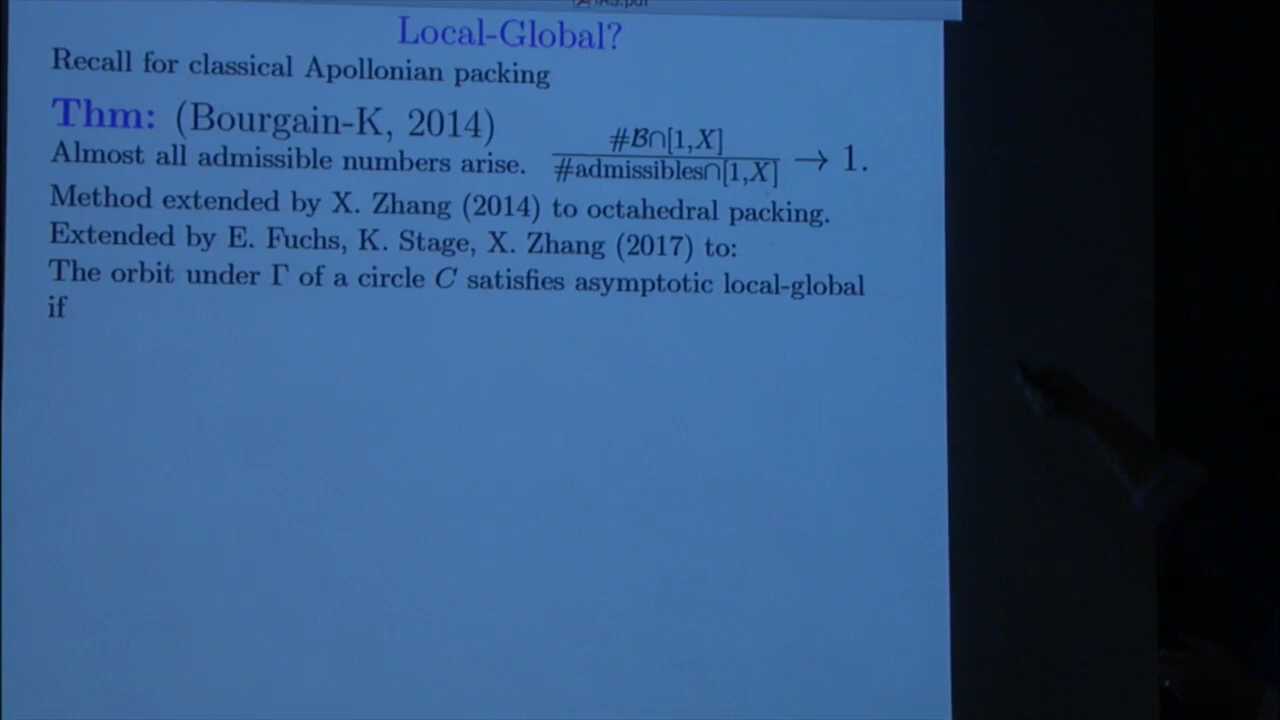 Local-Global?
Recall for classical Apollonian packing
Thm: (Bourgain-K, 2014)
Almost all admissible numbers arise. #B∩[1,X] / #admissibles∩[1,X] → 1.
Method extended by X. Zhang (2014) to octahedral packing.
Extended by E. Fuchs, K. Stage, X. Zhang (2017) to:
The orbit under Γ of a circle C satisfies asymptotic local-global
if